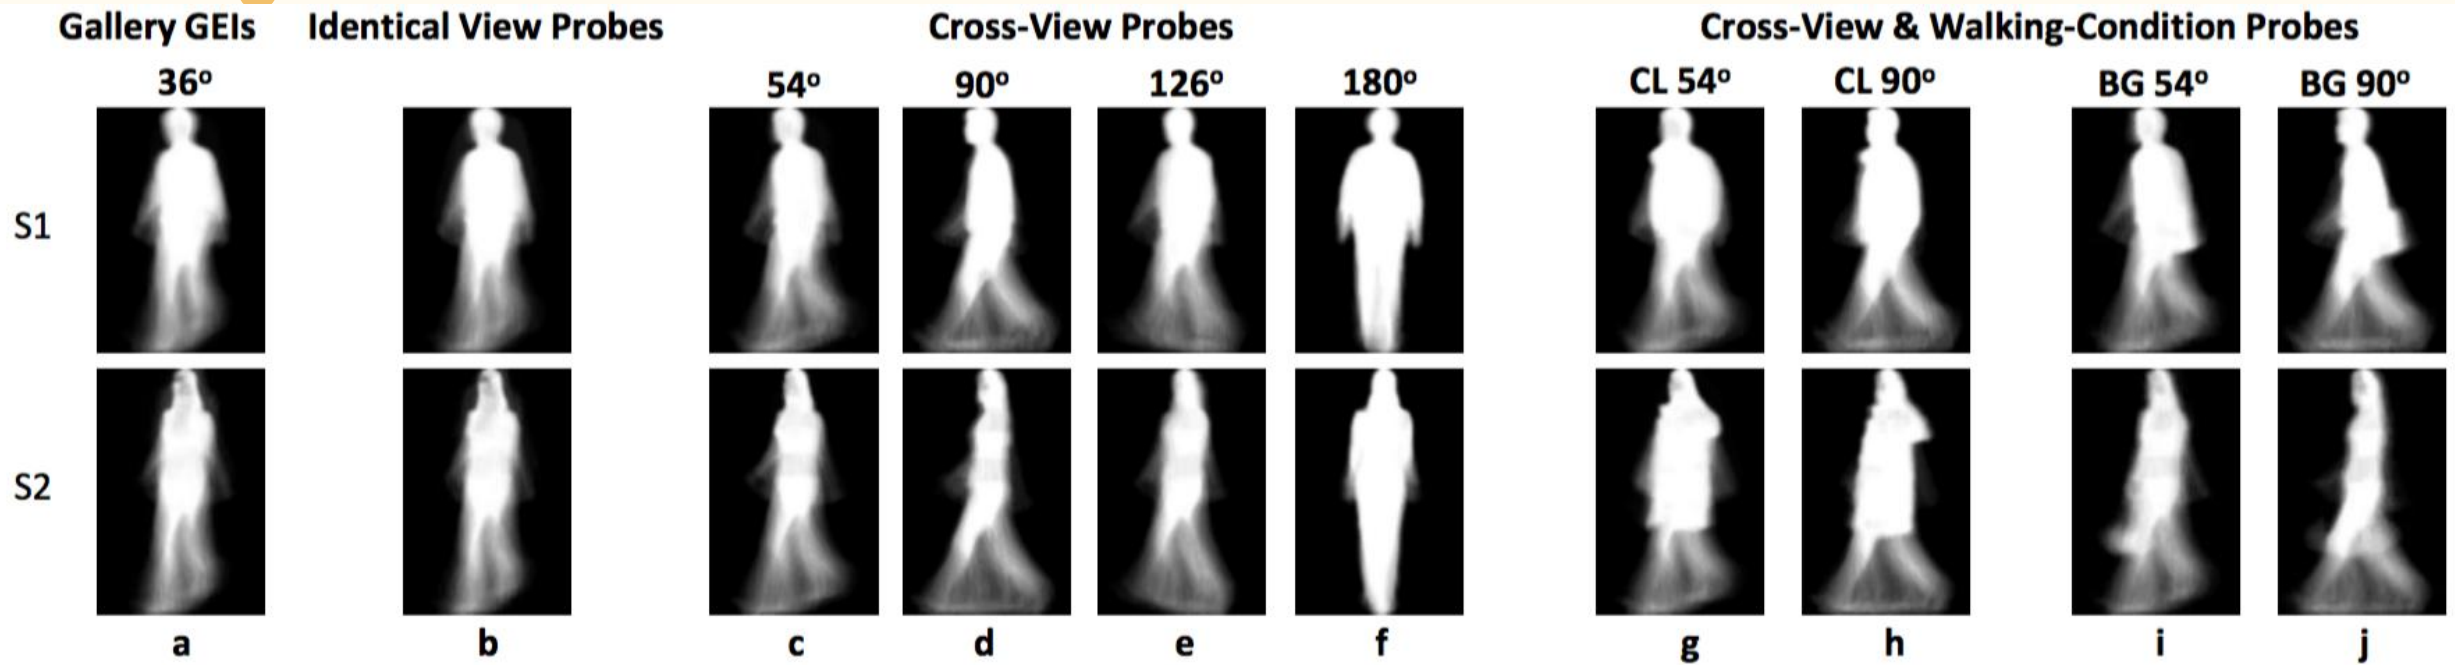 Gallery GEIs Identical View Probes Cross-View Probes Cross-View & Walking-Condition Probes
36º 54º 90º 126º 180º CL 54º CL 90º BG 54º BG 90º
S1
S2
a b c d e f g h i j